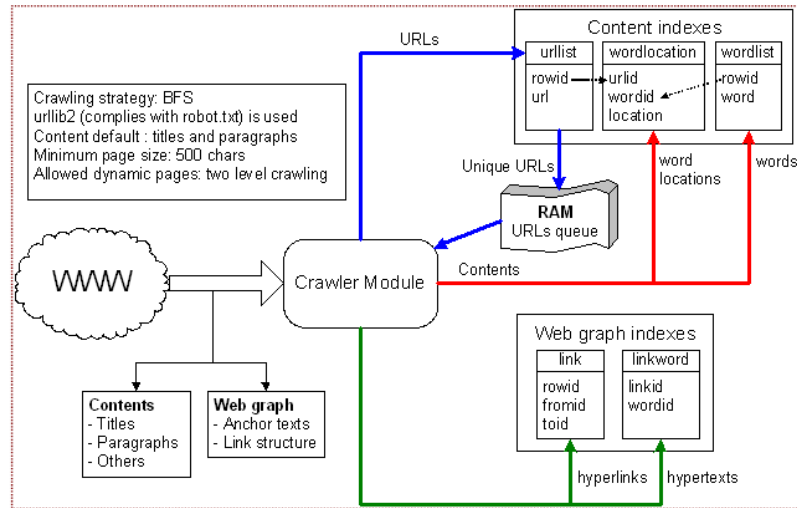 URLs
Content indexes
urllist
rowid
url
wordlocation
urlid
wordid
location
wordlist
rowid
word
Crawling strategy: BFS
urllib2 (complies with robot.txt) is used
Content default : titles and paragraphs
Minimum page size: 500 chars
Allowed dynamic pages: two level crawling
Unique URLs
word
locations
words
RAM
URLs queue
WWW
Crawler Module
Contents
Web graph indexes
link
rowid
fromid
toid
linkword
linkid
wordid
Contents
- Titles
- Paragraphs
- Others
Web graph
- Anchor texts
- Link structure
hyperlinks
hypertexts